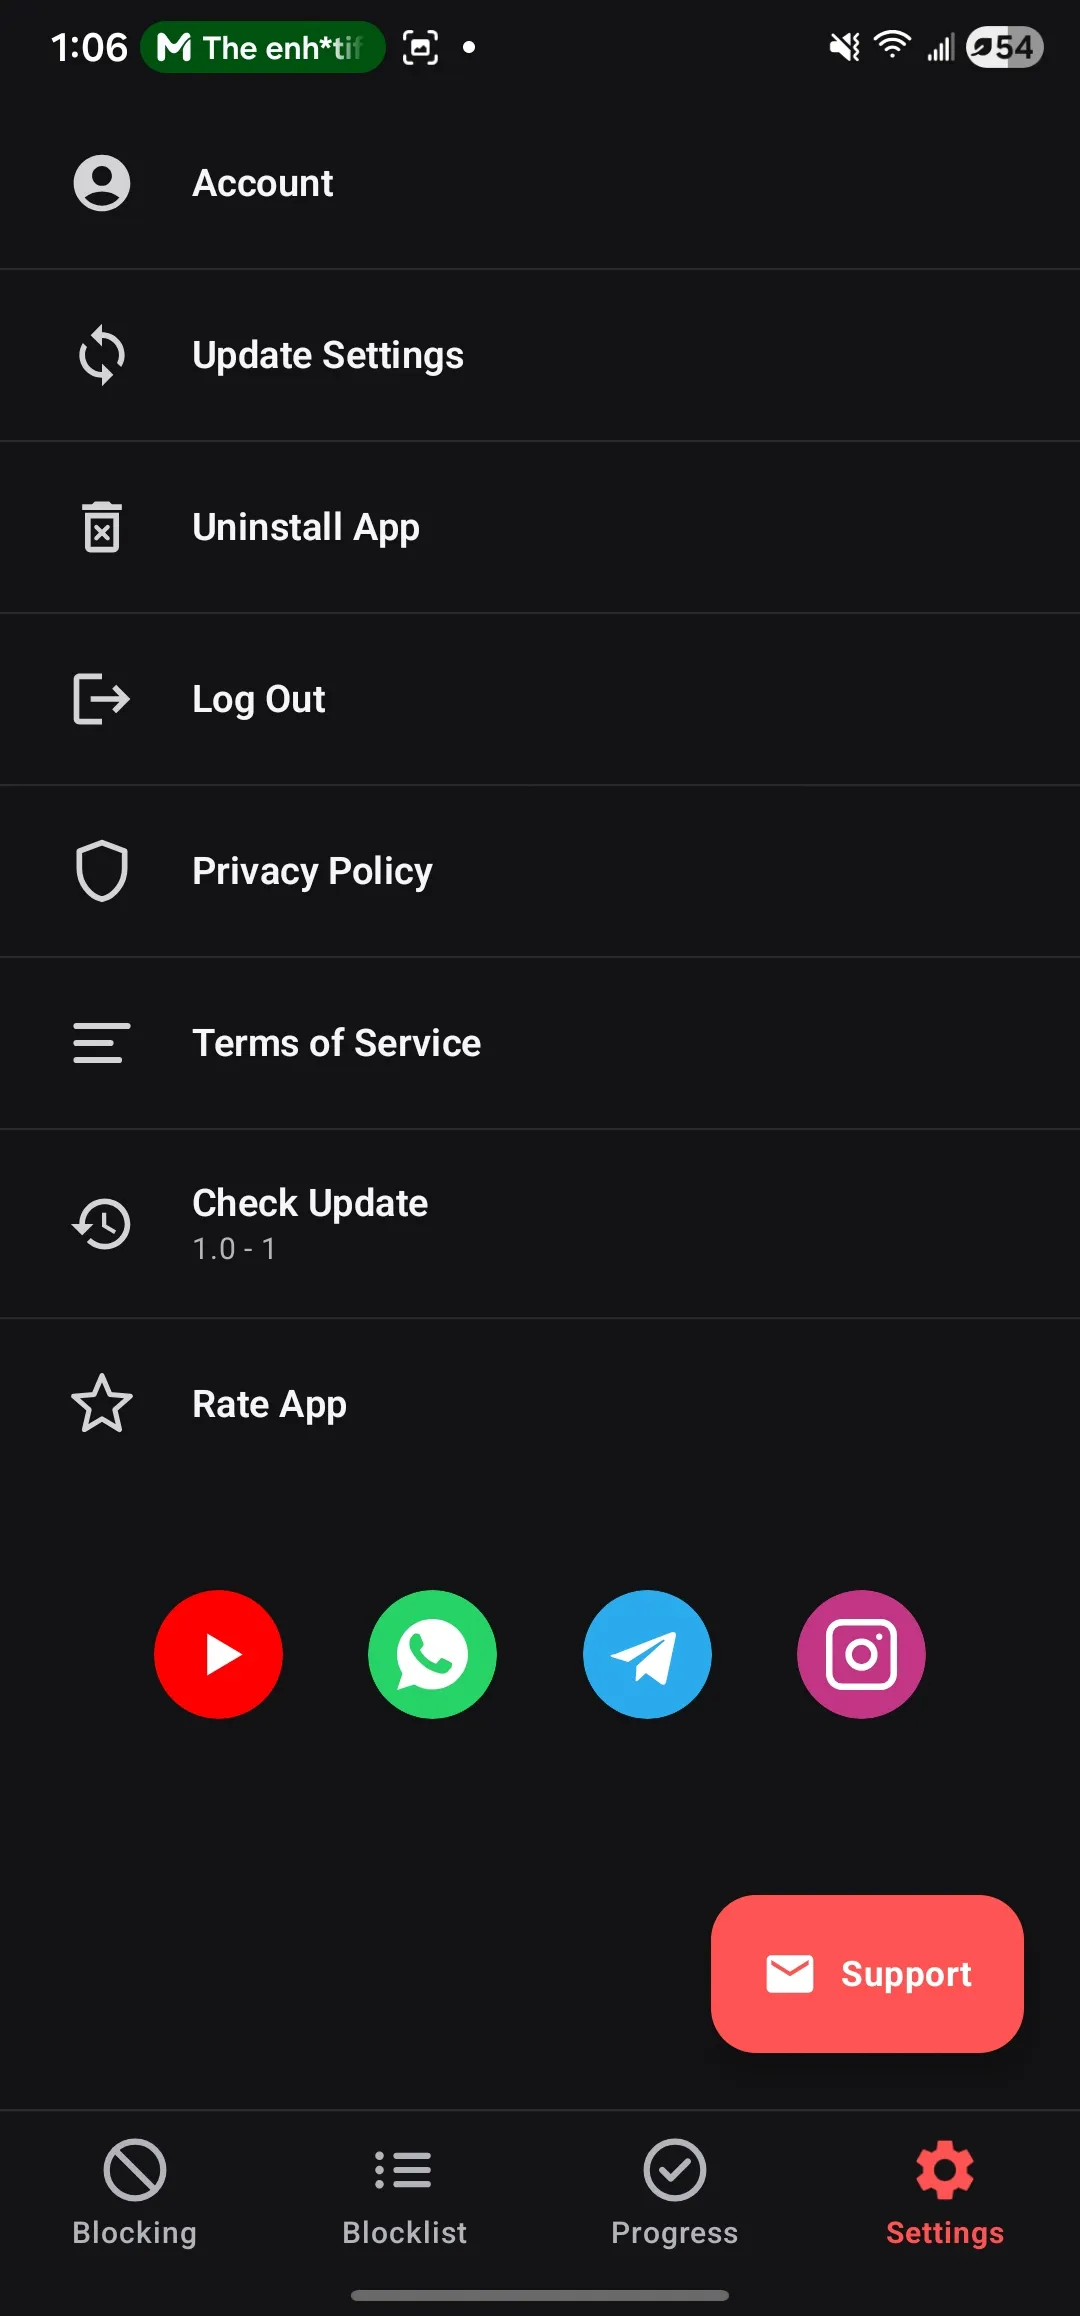 1:06 The enh*tif 54
Account
Update Settings
Uninstall App
Log Out
Privacy Policy
Terms of Service
Check Update
1.0 - 1
Rate App
Support
Blocking Blocklist Progress Settings